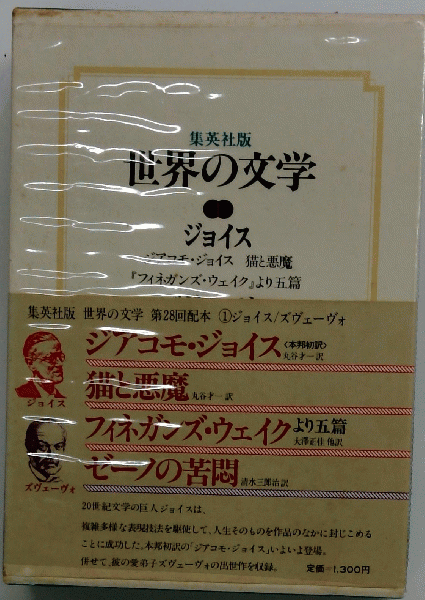 集英社版
世界の文学
ジョイス
ジアコモ・ジョイス 猫と悪魔
『フィネガンズ・ウェイク』より五篇
集英社版 世界の文学 第28回配本 ①ジョイス/ズヴェーヴォ
ジアコモ・ジョイス〈本邦初訳〉丸谷才一訳
ジョイス
猫と悪魔 丸谷才一訳
フィネガンズ・ウェイクより五篇 大澤正佳他訳
ズヴェーヴォ
ゼーノの苦悶 清水三郎治訳
20世紀文学の巨人ジョイスは、
複雑多様な表現技法を駆使して、人生そのものを作品のなかに封じこめる
ことに成功した。本邦初訳の「ジアコモ・ジョイス」いよいよ登場。
併せて、彼の愛弟子ズヴェーヴォの出世作を収録。
定価=1,300円